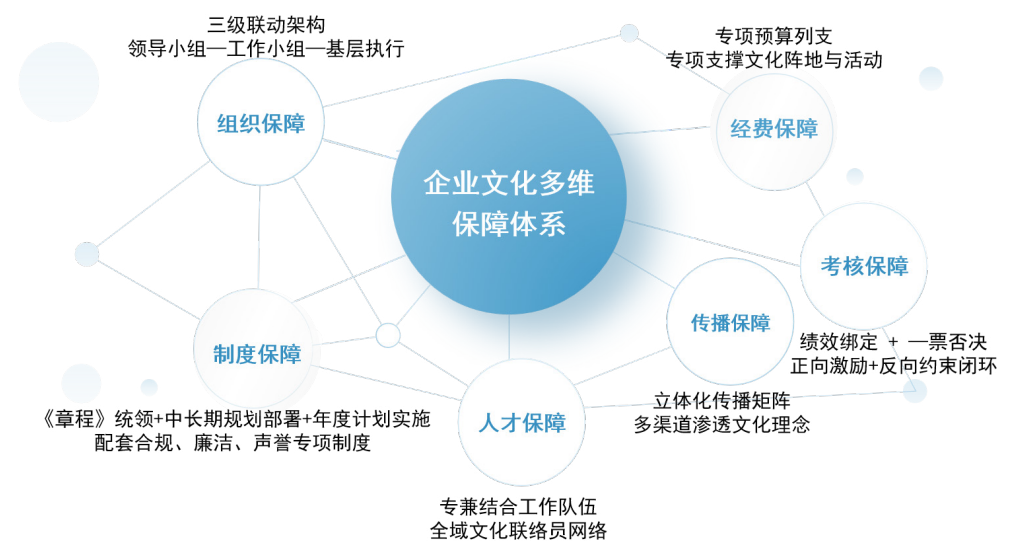 三级联动架构
领导小组—工作小组—基层执行
组织保障
专项预算列支
专项支撑文化阵地与活动
经费保障
企业文化多维
保障体系
考核保障
绩效绑定 + 一票否决
正向激励+反向约束闭环
传播保障
立体化传播矩阵
多渠道渗透文化理念
制度保障
《章程》统领+中长期规划部署+年度计划实施
配套合规、廉洁、声誉专项制度
人才保障
专兼结合工作队伍
全域文化联络员网络